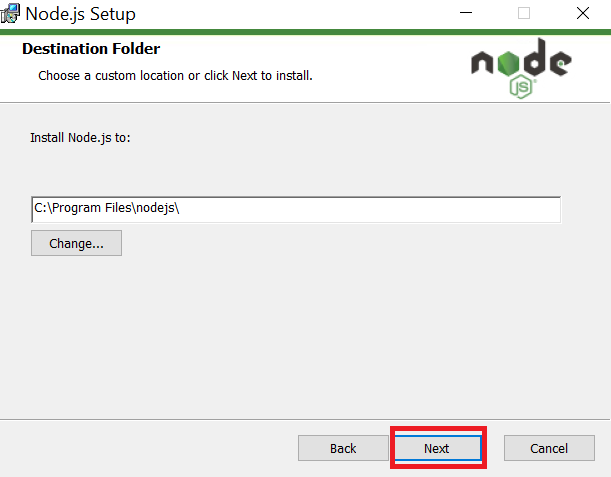 Node.js Setup
Destination Folder
Choose a custom location or click Next to install.
node
JS
Install Node.js to:
C:\Program Files\nodejs\
Change...
Back Next Cancel